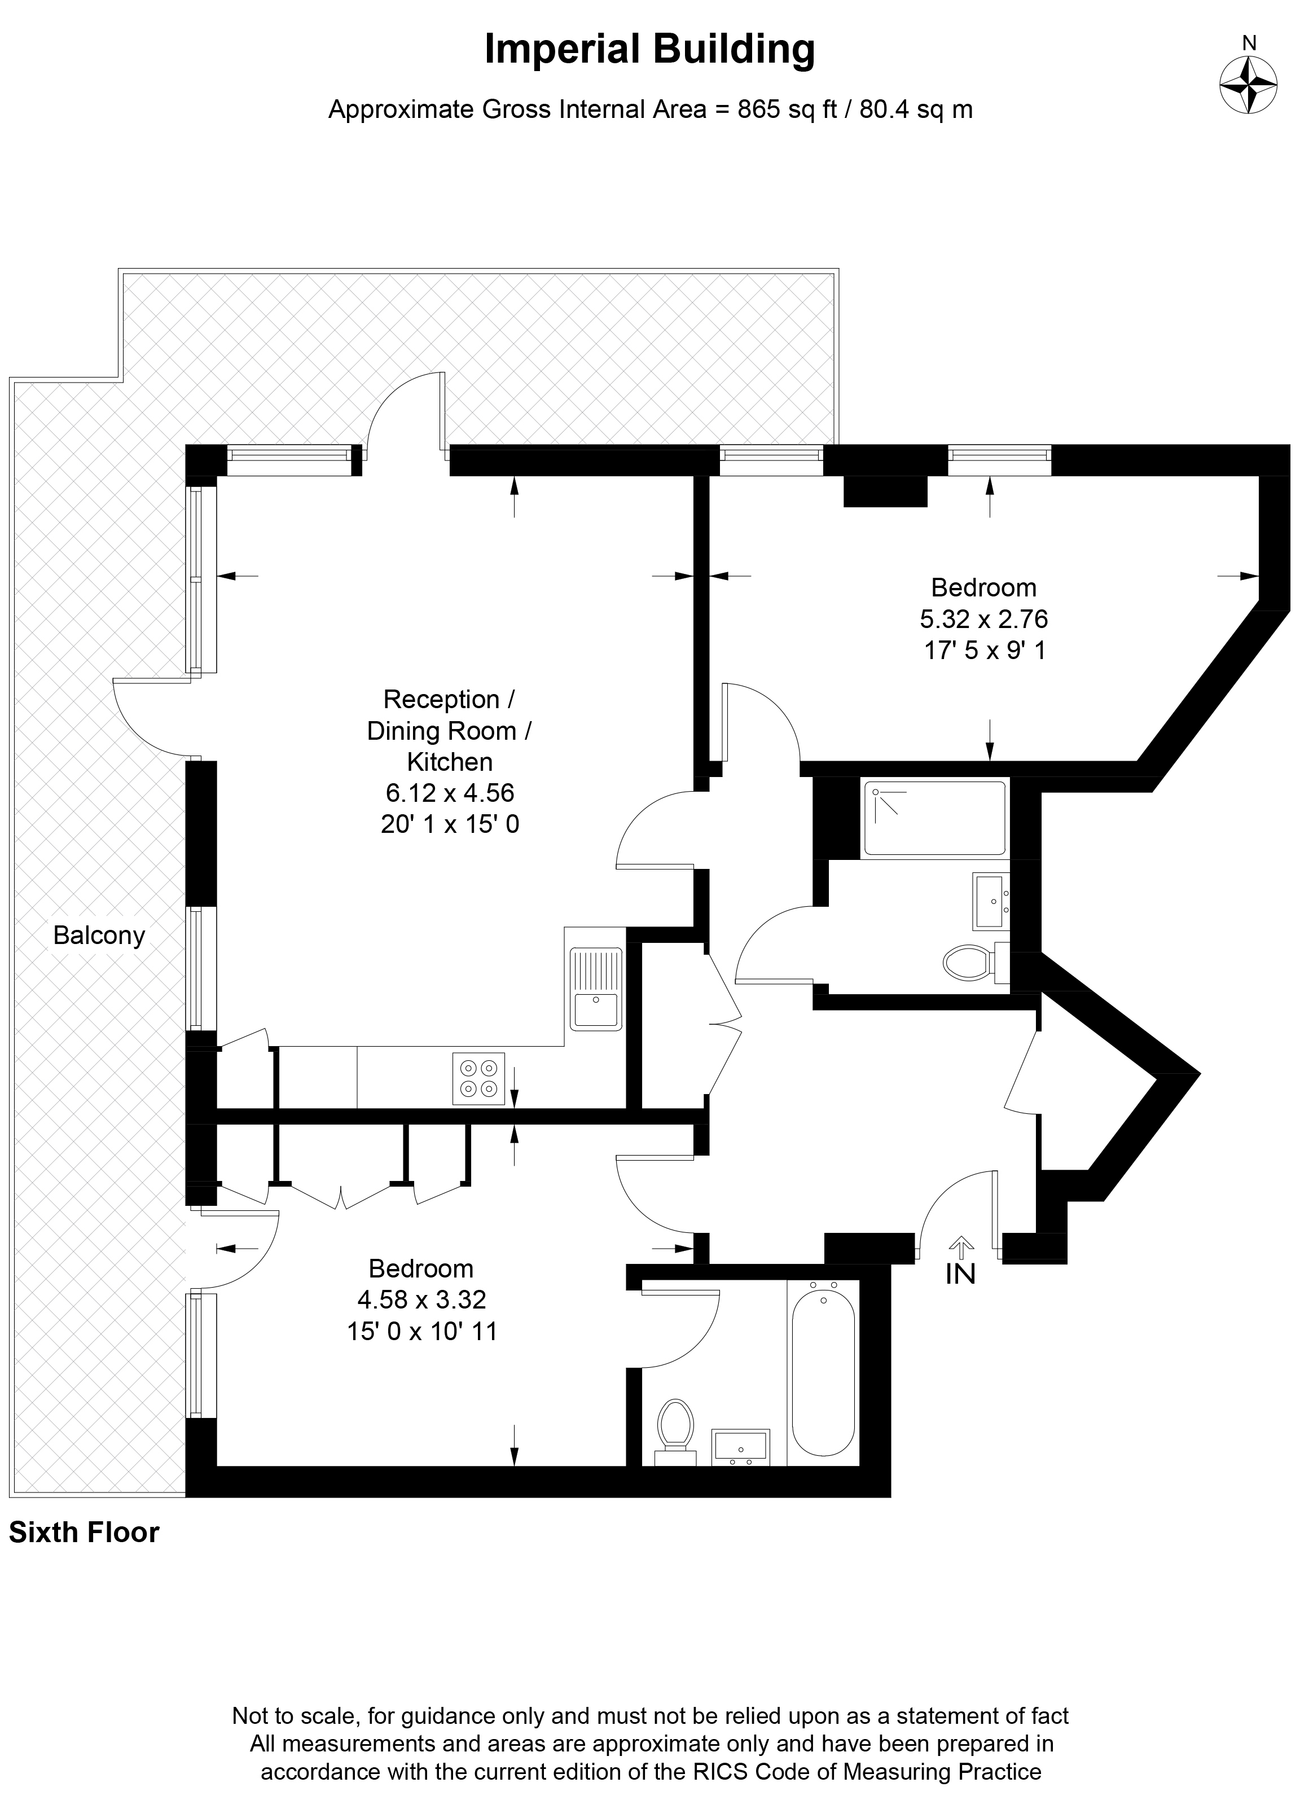 Imperial Building
N
Approximate Gross Internal Area = 865 sq ft / 80.4 sq m
Bedroom
5.32 x 2.76
17' 5 x 9' 1
Reception /
Dining Room /
Kitchen
6.12 x 4.56
20' 1 x 15' 0
Balcony
Bedroom
4.58 x 3.32
15' 0 x 10' 11
IN
Sixth Floor
Not to scale, for guidance only and must not be relied upon as a statement of fact
All measurements and areas are approximate only and have been prepared in
accordance with the current edition of the RICS Code of Measuring Practice